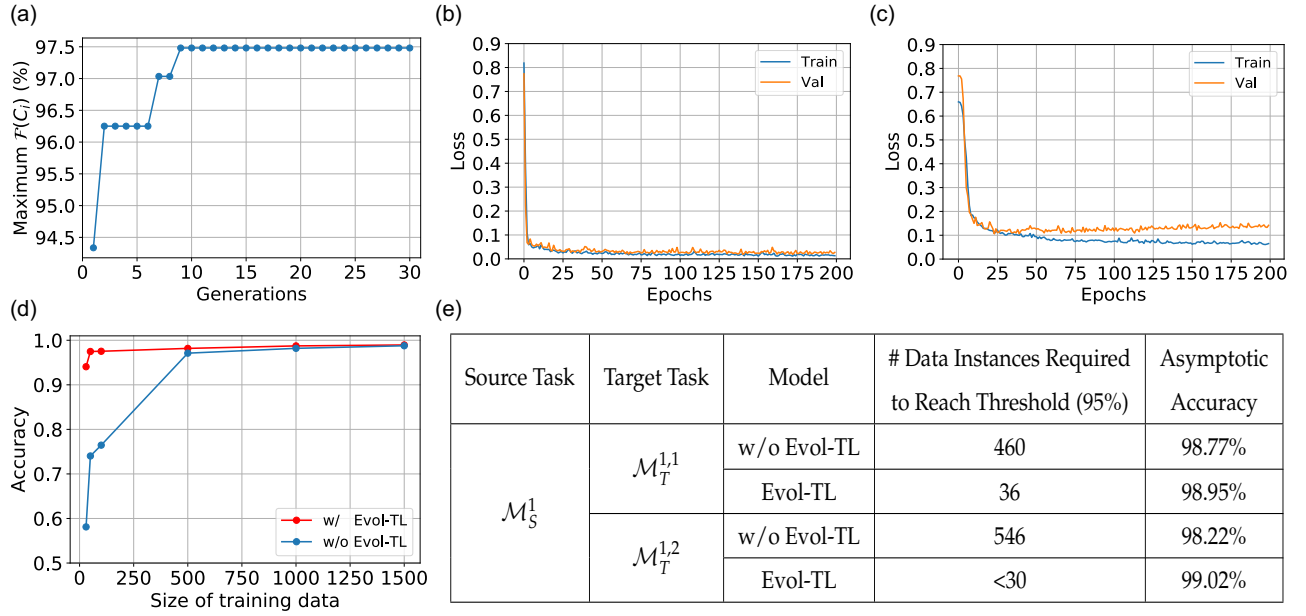 (a)
97.5
97.0
96.5
96.0
95.5
95.0
94.5
0 5 10 15 20 25 30
Maximum ℱ(Cᵢ) (%)
Generations
(b)
0.9
0.8
0.7
0.6
0.5
0.4
0.3
0.2
0.1
0.0
0 25 50 75 100 125 150 175 200
Loss
Epochs
Train
Val
(c)
0.9
0.8
0.7
0.6
0.5
0.4
0.3
0.2
0.1
0.0
0 25 50 75 100 125 150 175 200
Loss
Epochs
Train
Val
(d)
1.0
0.9
0.8
0.7
0.6
0.5
0 250 500 750 1000 1250 1500
Accuracy
Size of training data
w/ Evol-TL
w/o Evol-TL
(e)
Source Task Target Task Model # Data Instances Required to Reach Threshold (95%) Asymptotic Accuracy
ℳ_S^1 ℳ_T^{1,1} w/o Evol-TL 460 98.77%
Evol-TL 36 98.95%
ℳ_T^{1,2} w/o Evol-TL 546 98.22%
Evol-TL <30 99.02%